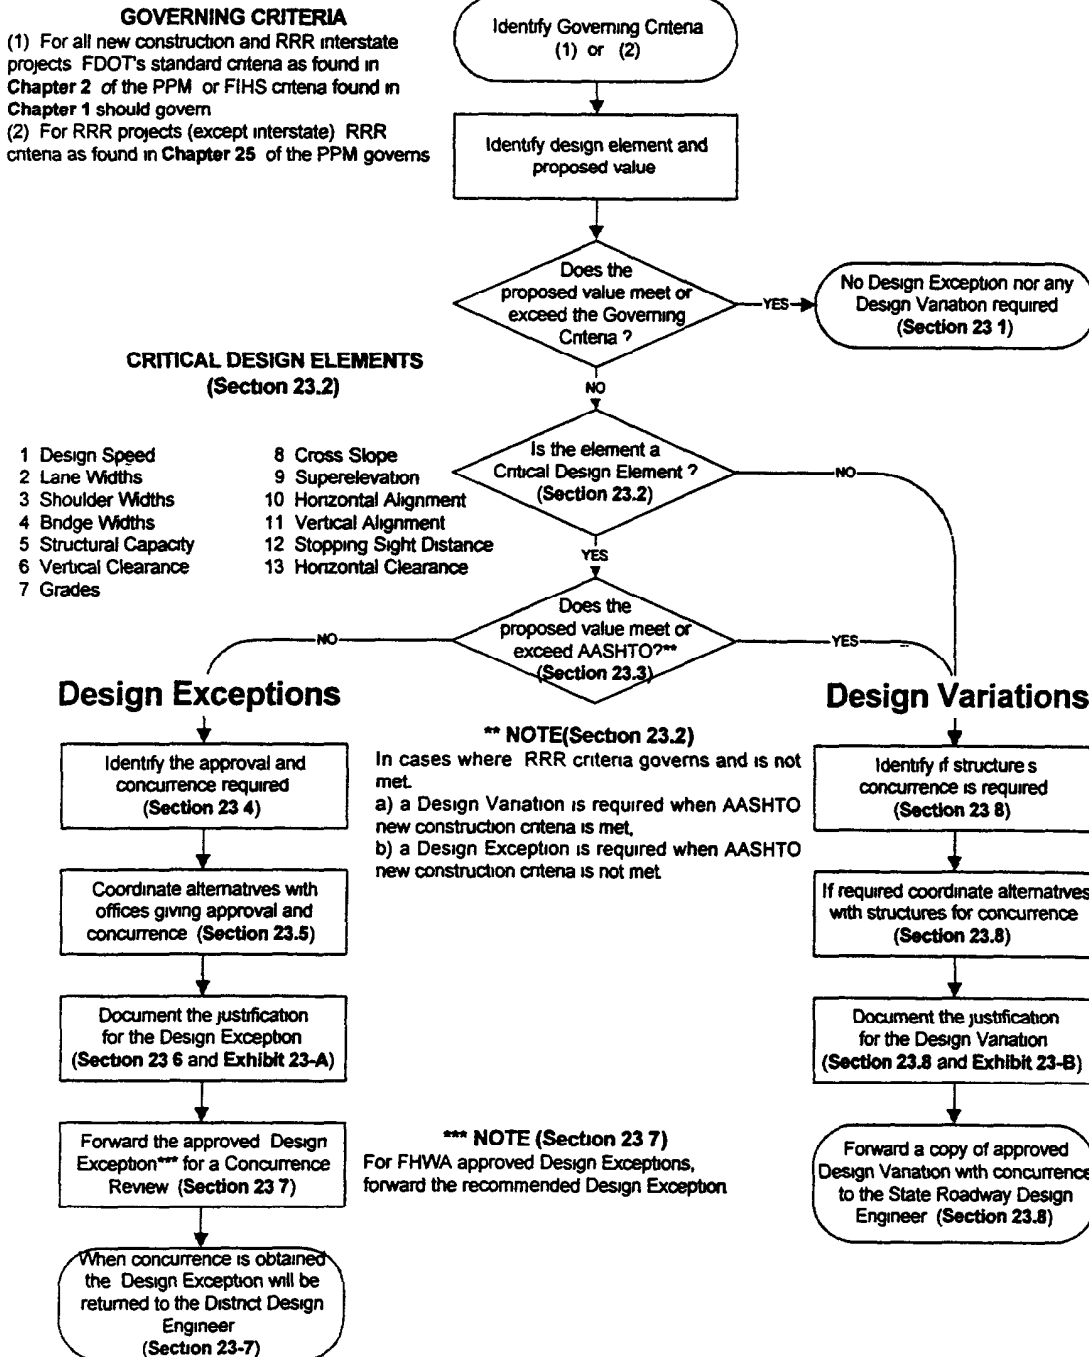 GOVERNING CRITERIA
(1) For all new construction and RRR interstate
projects FDOT's standard criteria as found in
Chapter 2 of the PPM or FIHS criteria found in
Chapter 1 should govern
(2) For RRR projects (except interstate) RRR
criteria as found in Chapter 25 of the PPM governs
Identify Governing Criteria
(1) or (2)
Identify design element and
proposed value
Does the
proposed value meet or
exceed the Governing
Criteria ?
YES
No Design Exception nor any
Design Variation required
(Section 23 1)
NO
CRITICAL DESIGN ELEMENTS
(Section 23.2)
1 Design Speed
2 Lane Widths
3 Shoulder Widths
4 Bridge Widths
5 Structural Capacity
6 Vertical Clearance
7 Grades
8 Cross Slope
9 Superelevation
10 Horizontal Alignment
11 Vertical Alignment
12 Stopping Sight Distance
13 Horizontal Clearance
Is the element a
Critical Design Element ?
(Section 23.2)
NO
YES
Does the
proposed value meet or
exceed AASHTO?**
(Section 23.3)
NO
YES
Design Exceptions
Identify the approval and
concurrence required
(Section 23 4)
Coordinate alternatives with
offices giving approval and
concurrence (Section 23.5)
Document the justification
for the Design Exception
(Section 23 6 and Exhibit 23-A)
Forward the approved Design
Exception*** for a Concurrence
Review (Section 23 7)
When concurrence is obtained
the Design Exception will be
returned to the District Design
Engineer
(Section 23-7)
** NOTE(Section 23.2)
In cases where RRR criteria governs and is not
met.
a) a Design Variation is required when AASHTO
new construction criteria is met,
b) a Design Exception is required when AASHTO
new construction criteria is not met
*** NOTE (Section 23 7)
For FHWA approved Design Exceptions,
forward the recommended Design Exception
Design Variations
Identify if structures
concurrence is required
(Section 23 8)
If required coordinate alternatives
with structures for concurrence
(Section 23.8)
Document the justification
for the Design Variation
(Section 23.8 and Exhibit 23-B)
Forward a copy of approved
Design Variation with concurrence
to the State Roadway Design
Engineer (Section 23.8)